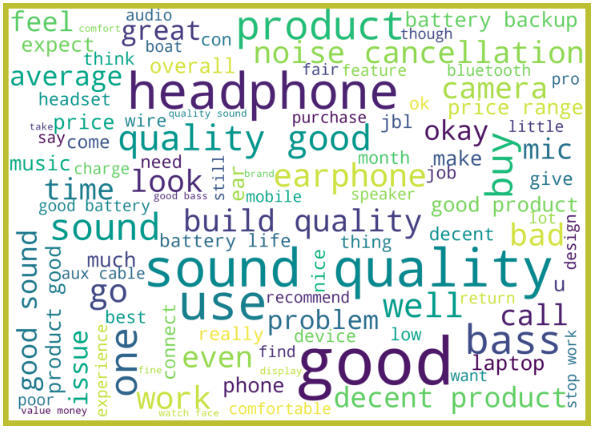 feel
audio
great
con
product
battery backup
though
comfort
expect
boat
noise cancellation
think
overall
fair
feature
bluetooth
pro
average
headphone
camera
headset
ok
price range
price
wire
quality sound
purchase
jbl
okay
little
take
say
come
quality good
buy
mic
music
charge
need
still
ear
earphone
month
make
job
give
time
look
brand
speaker
good battery
good bass
mobile
good product
lot
sound
build quality
decent
bad
design
battery life
thing
good sound
product good
aux cable
much
sound quality
nice
u
go
use
recommend
well
return
call
best
problem
device
low
bass
issue
one
really
find
laptop
experience
connect
even
good
want
stop work
poor
work
phone
display
decent product
value money
fine
watch face
comfortable